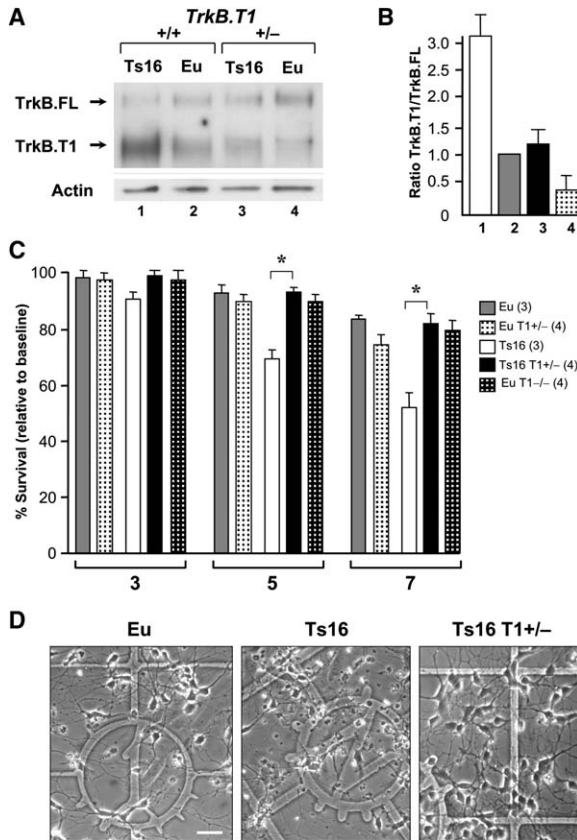 A
TrkB.T1
+/+ +/–
Ts16 Eu Ts16 Eu
TrkB.FL
TrkB.T1
Actin
1 2 3 4
B
Ratio TrkB.T1/TrkB.FL
3.0
2.0
1.5
1.0
0.5
0
1 2 3 4
C
% Survival (relative to baseline)
100
80
60
40
20
0
* *
3 5 7
Eu (3)
Eu T1+/– (4)
Ts16 (3)
Ts16 T1+/– (4)
Eu T1–/– (4)
D
Eu Ts16 Ts16 T1+/–